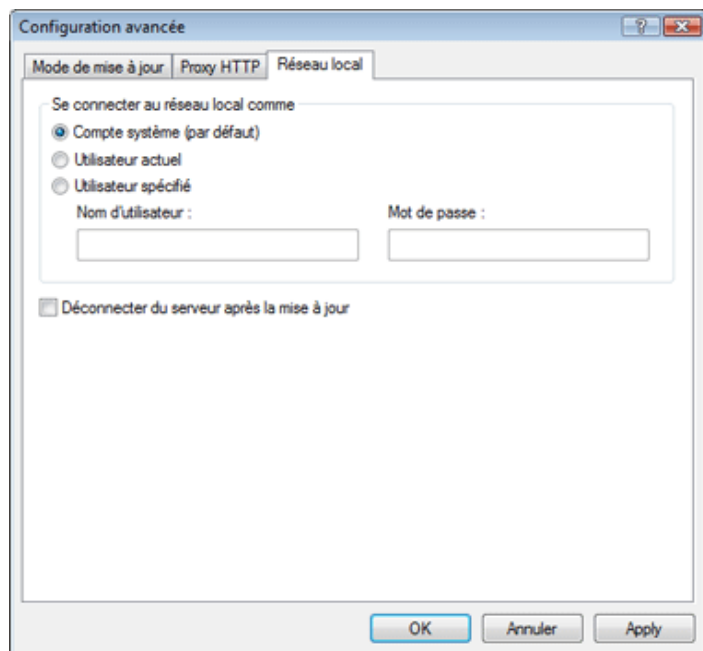 Configuration avancée
Mode de mise à jour Proxy HTTP Réseau local
Se connecter au réseau local comme
Compte système (par défaut)
Utilisateur actuel
Utilisateur spécifié
Nom d'utilisateur : Mot de passe :
Déconnecter du serveur après la mise à jour
OK Annuler Apply